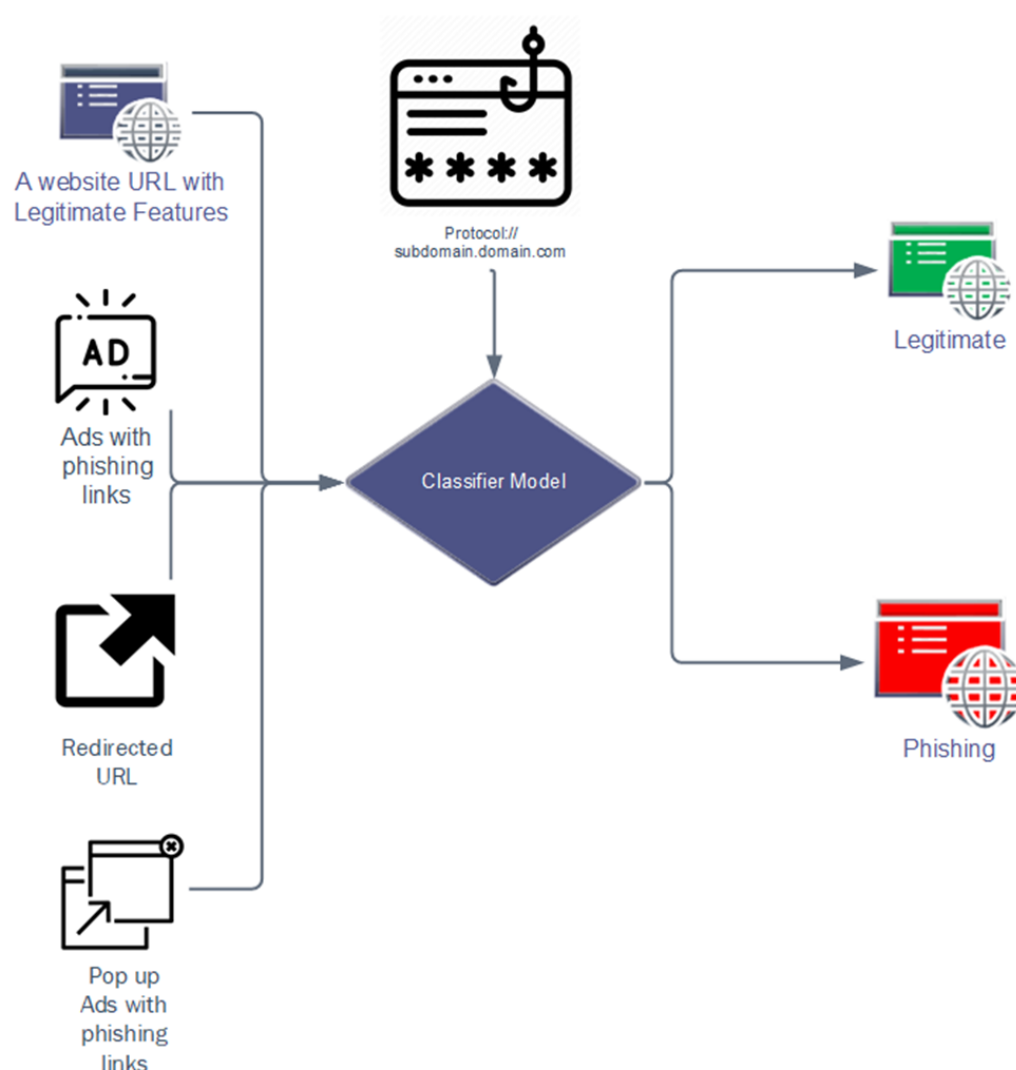 A website URL with
Legitimate Features
Protocol://
subdomain.domain.com
AD
Ads with
phishing
links
Classifier Model
Legitimate
Redirected
URL
Phishing
Pop up
Ads with
phishing
links